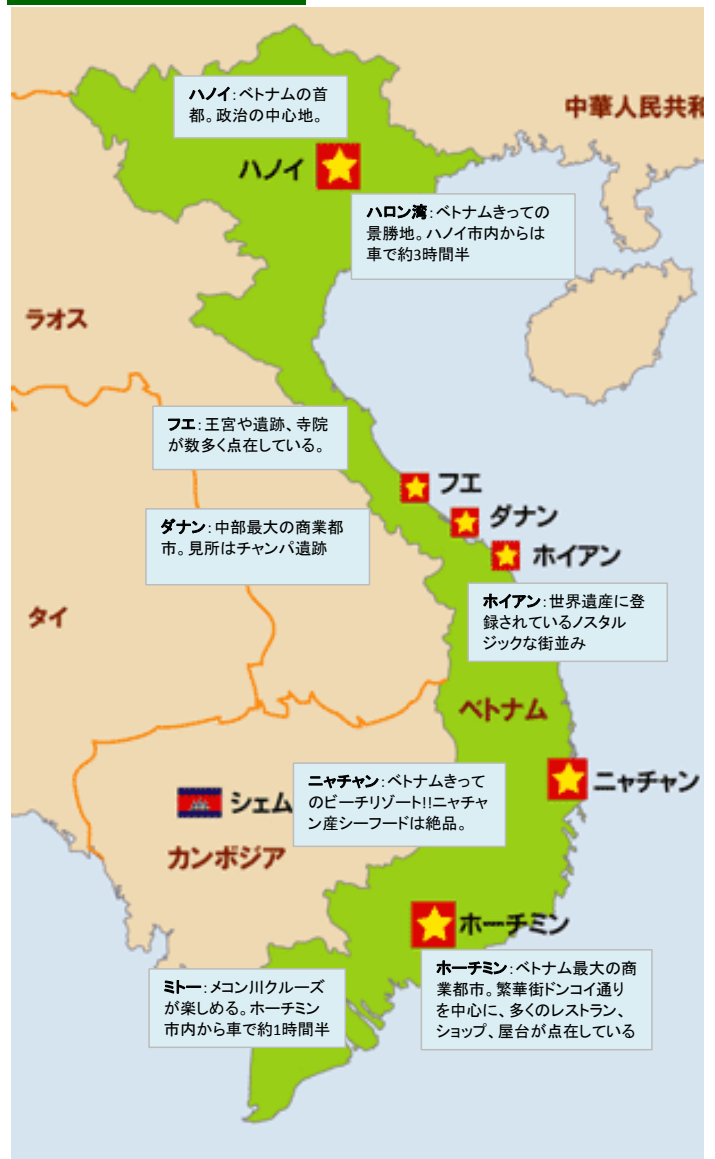 ハノイ：ベトナムの首
都。政治の中心地。
中華人民共和
ハノイ
ハロン湾：ベトナムきっての
景勝地。ハノイ市内からは
車で約3時間半
ラオス
フエ：王宮や遺跡、寺院
が数多く点在している。
フエ
ダナン：中部最大の商業都
市。見所はチャンパ遺跡
ダナン
ホイアン
ホイアン：世界遺産に登
録されているノスタル
ジックな街並み
タイ
ベトナム
ニャチャン：ベトナムきって
のビーチリゾート!!ニャチャ
ン産シーフードは絶品。
ニャチャン
シェム
カンボジア
ホーチミン
ミトー：メコン川クルーズ
が楽しめる。ホーチミン
市内から車で約1時間半
ホーチミン：ベトナム最大の商
業都市。繁華街ドンコイ通り
を中心に、多くのレストラン、
ショップ、屋台が点在している